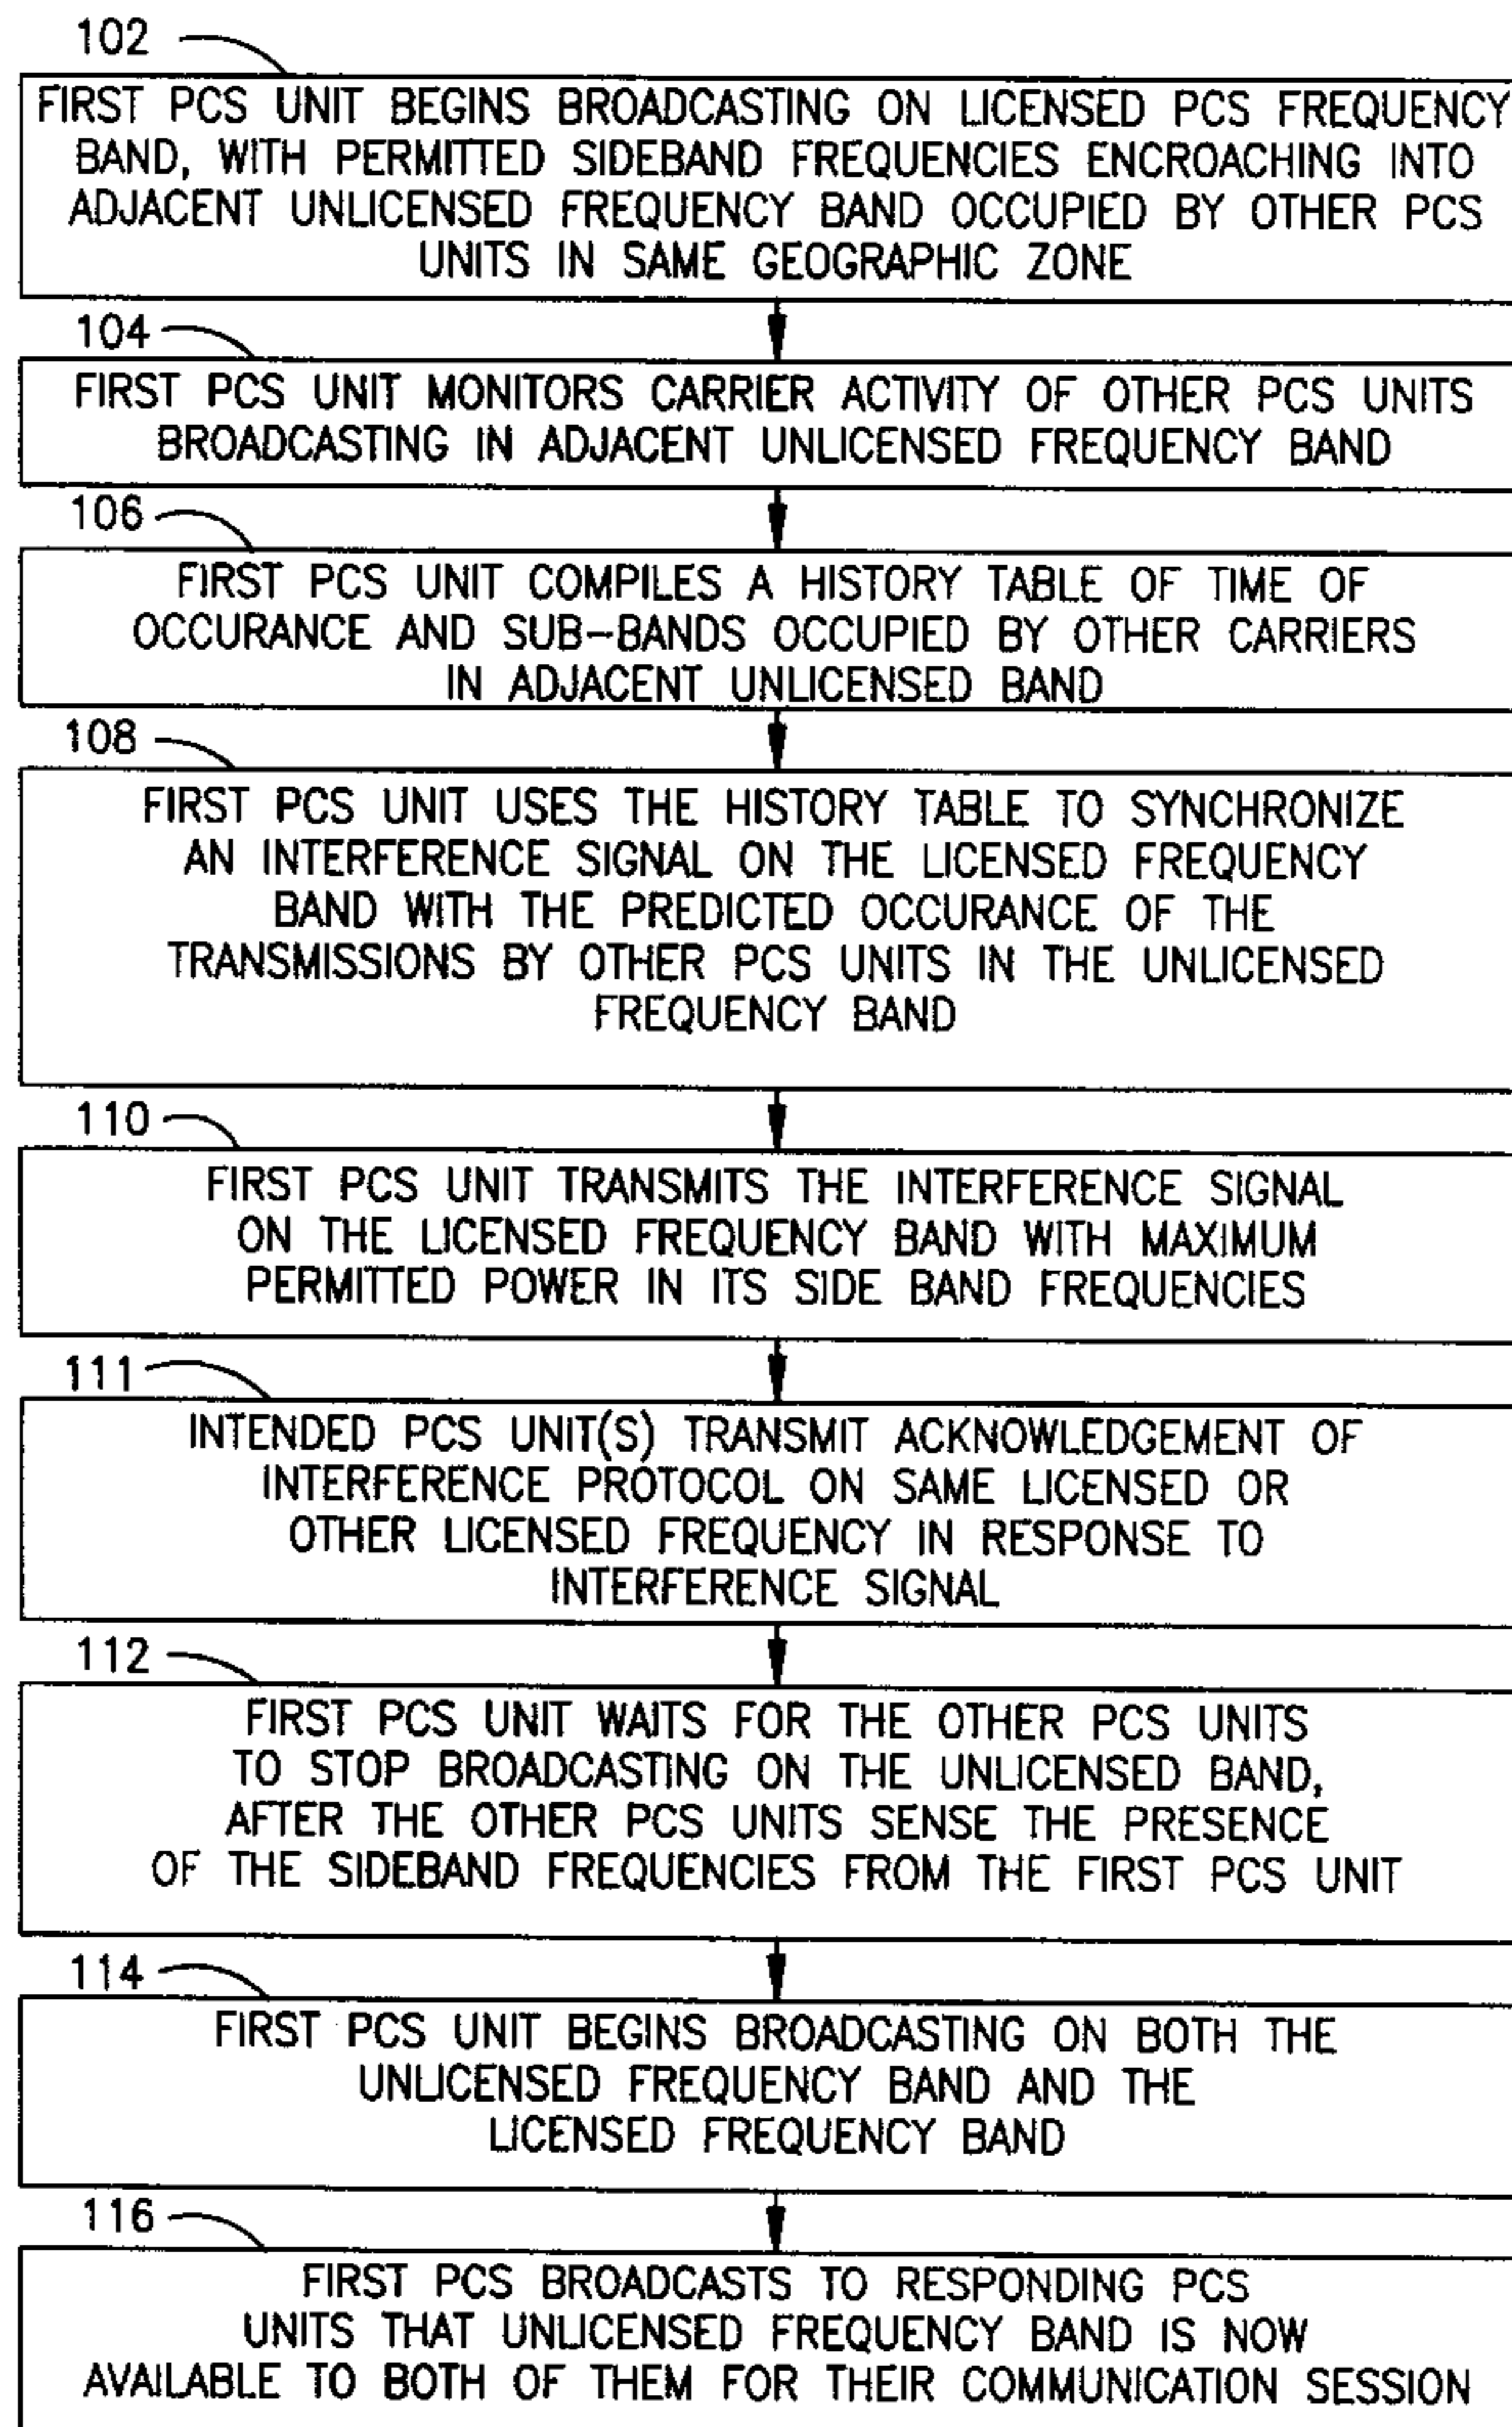 102
FIRST PCS UNIT BEGINS BROADCASTING ON LICENSED PCS FREQUENCY
BAND, WITH PERMITTED SIDEBAND FREQUENCIES ENCROACHING INTO
ADJACENT UNLICENSED FREQUENCY BAND OCCUPIED BY OTHER PCS
UNITS IN SAME GEOGRAPHIC ZONE
104
FIRST PCS UNIT MONITORS CARRIER ACTIVITY OF OTHER PCS UNITS
BROADCASTING IN ADJACENT UNLICENSED FREQUENCY BAND
106
FIRST PCS UNIT COMPILES A HISTORY TABLE OF TIME OF
OCCURANCE AND SUB-BANDS OCCUPIED BY OTHER CARRIERS
IN ADJACENT UNLICENSED BAND
108
FIRST PCS UNIT USES THE HISTORY TABLE TO SYNCHRONIZE
AN INTERFERENCE SIGNAL ON THE LICENSED FREQUENCY
BAND WITH THE PREDICTED OCCURANCE OF THE
TRANSMISSIONS BY OTHER PCS UNITS IN THE UNLICENSED
FREQUENCY BAND
110
FIRST PCS UNIT TRANSMITS THE INTERFERENCE SIGNAL
ON THE LICENSED FREQUENCY BAND WITH MAXIMUM
PERMITTED POWER IN ITS SIDE BAND FREQUENCIES
111
INTENDED PCS UNIT(S) TRANSMIT ACKNOWLEDGEMENT OF
INTERFERENCE PROTOCOL ON SAME LICENSED OR
OTHER LICENSED FREQUENCY IN RESPONSE TO
INTERFERENCE SIGNAL
112
FIRST PCS UNIT WAITS FOR THE OTHER PCS UNITS
TO STOP BROADCASTING ON THE UNLICENSED BAND,
AFTER THE OTHER PCS UNITS SENSE THE PRESENCE
OF THE SIDEBAND FREQUENCIES FROM THE FIRST PCS UNIT
114
FIRST PCS UNIT BEGINS BROADCASTING ON BOTH THE
UNLICENSED FREQUENCY BAND AND THE
LICENSED FREQUENCY BAND
116
FIRST PCS BROADCASTS TO RESPONDING PCS
UNITS THAT UNLICENSED FREQUENCY BAND IS NOW
AVAILABLE TO BOTH OF THEM FOR THEIR COMMUNICATION SESSION